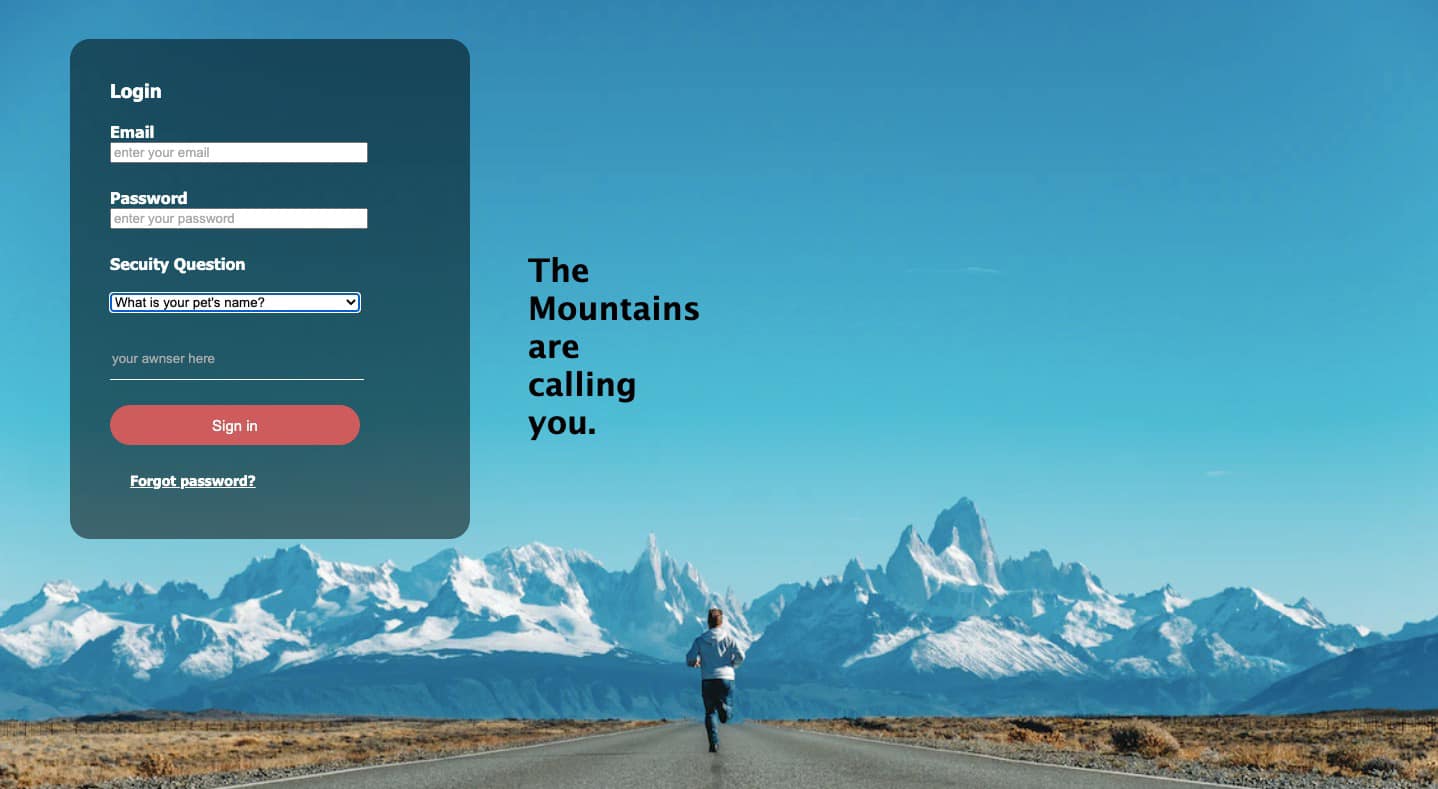 Login
Email
enter your email
Password
enter your password
Secuity Question
What is your pet's name?
your awnser here
Sign in
Forgot password?
The
Mountains
are
calling
you.